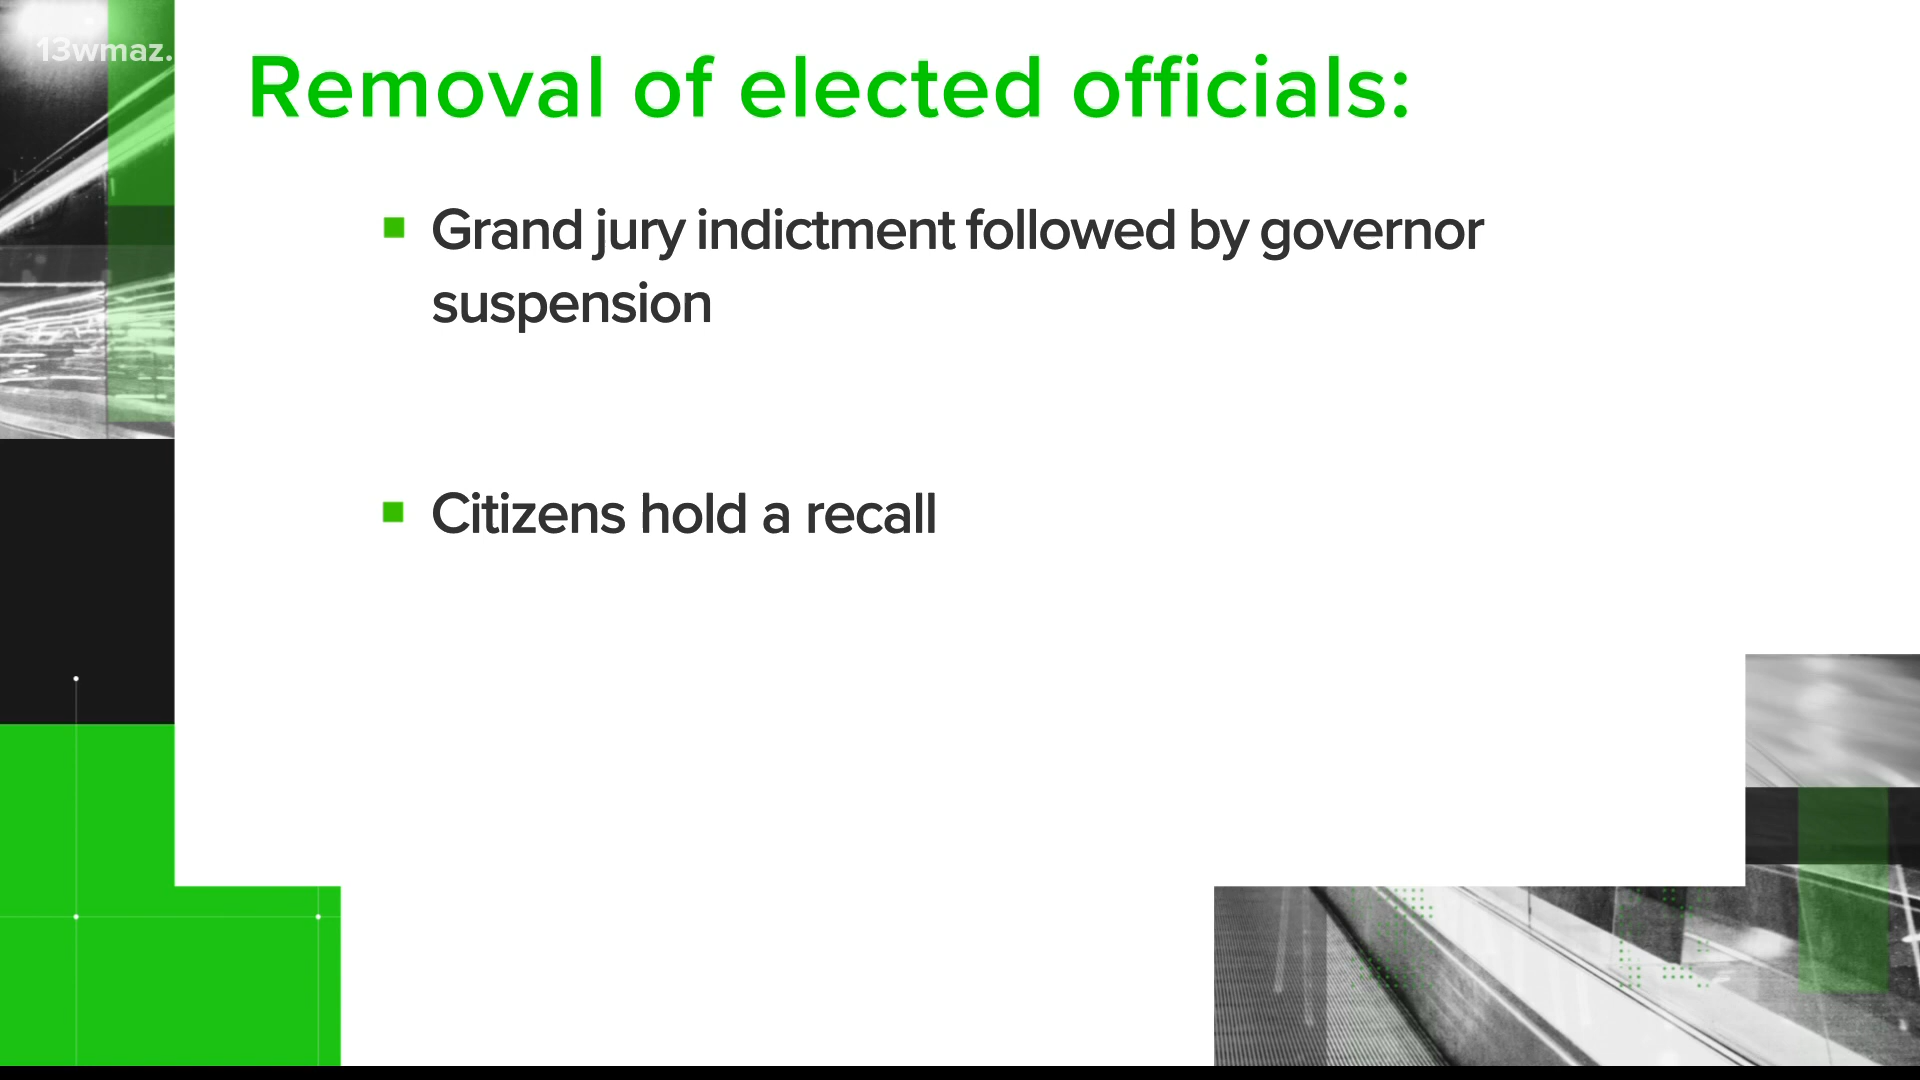 13wmaz.
Removal of elected officials:
Grand jury indictment followed by governor
suspension
Citizens hold a recall